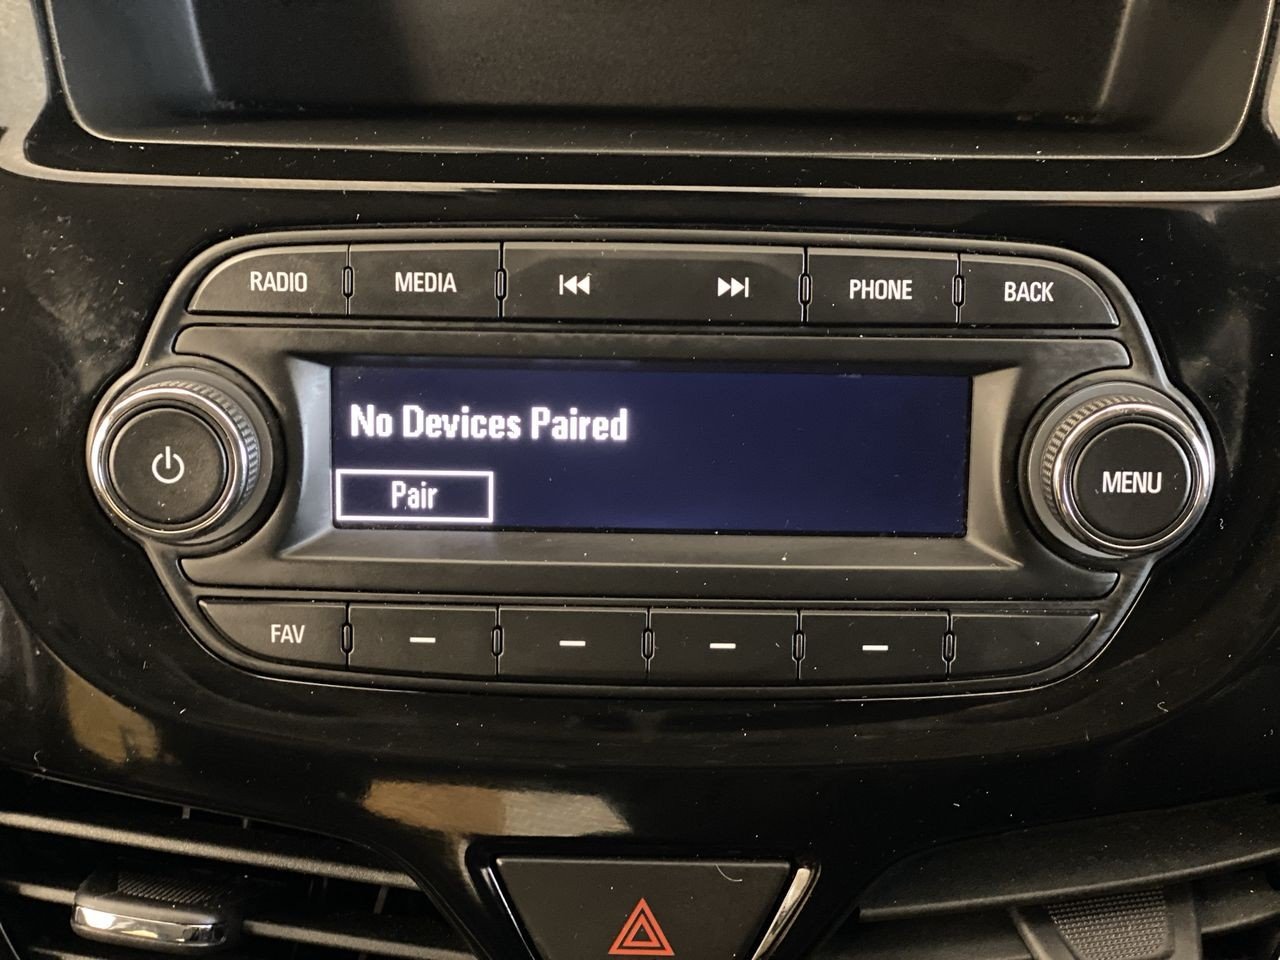 RADIO
MEDIA
PHONE
BACK
No Devices Paired
Pair
MENU
FAV